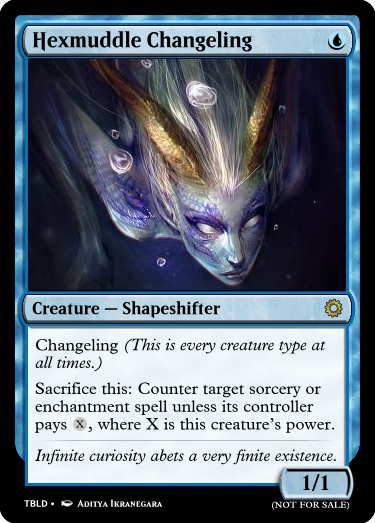 Hexmuddle Changeling
Creature — Shapeshifter
Changeling (This is every creature type at
all times.)
Sacrifice this: Counter target sorcery or
enchantment spell unless its controller
pays X, where X is this creature's power.
Infinite curiosity abets a very finite existence.
1/1
TBLD • Aditya Ikranegara
(NOT FOR SALE)